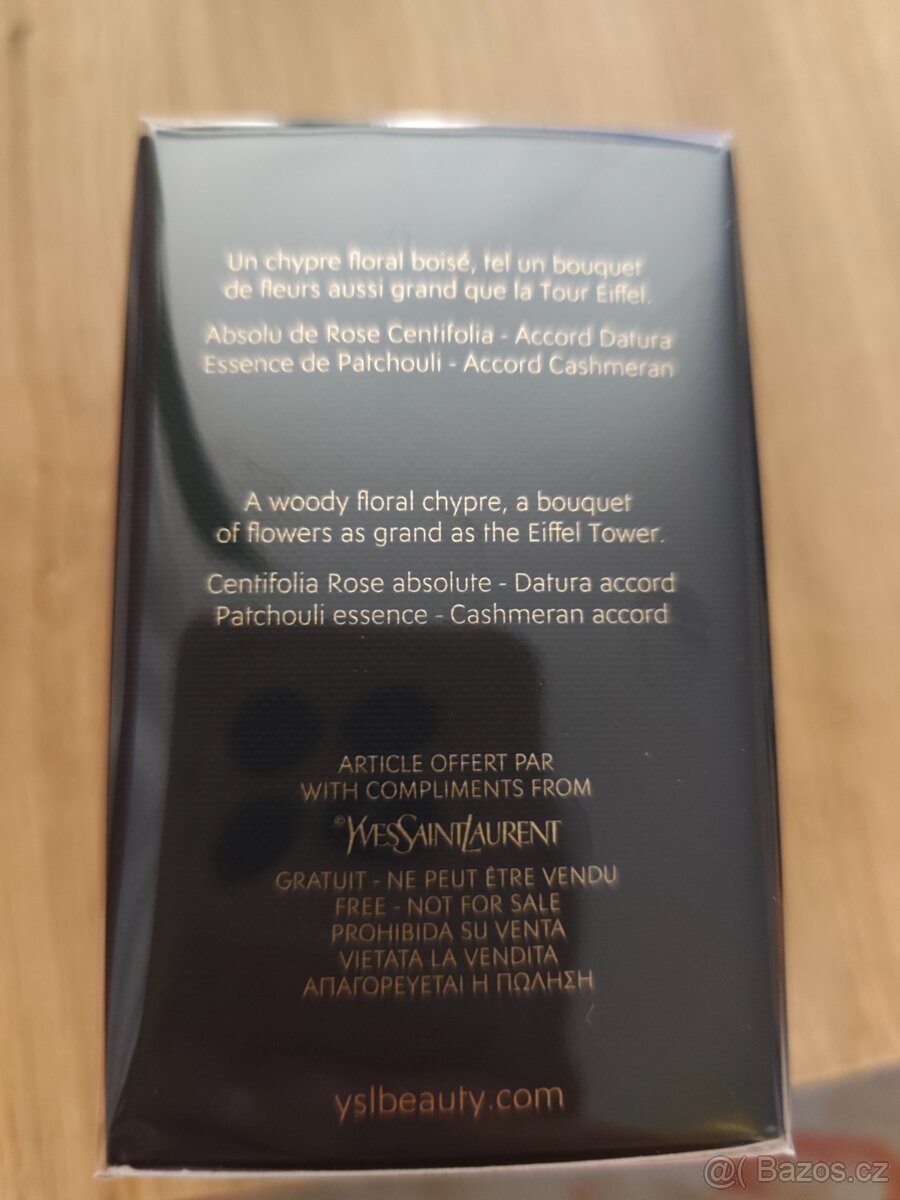 Un chypre floral boisé, tel un bouquet
de fleurs aussi grand que la Tour Eiffel.
Absolu de Rose Centifolia - Accord Datura
Essence de Patchouli - Accord Cashmeran
A woody floral chypre, a bouquet
of flowers as grand as the Eiffel Tower.
Centifolia Rose absolute - Datura accord
Patchouli essence - Cashmeran accord
ARTICLE OFFERT PAR
WITH COMPLIMENTS FROM
©YVESSAINTLAURENT
GRATUIT - NE PEUT ÊTRE VENDU
FREE - NOT FOR SALE
PROHIBIDA SU VENTA
VIETATA LA VENDITA
ΑΠΑΓΟΡΕΥΕΤΑΙ Η ΠΩΛΗΣΗ
yslbeauty.com
@( Bazos.cz